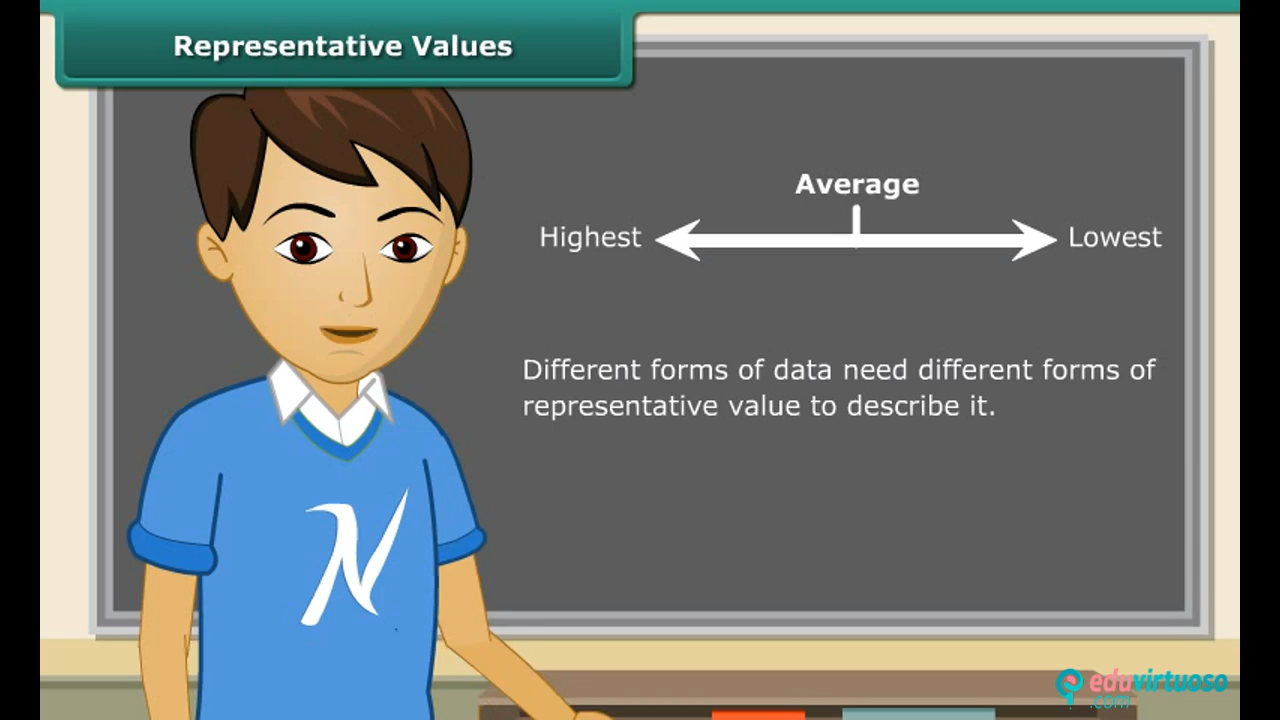 Representative Values
Average
Highest
Lowest
Different forms of data need different forms of
representative value to describe it.
N
eduvirtuoso
.com